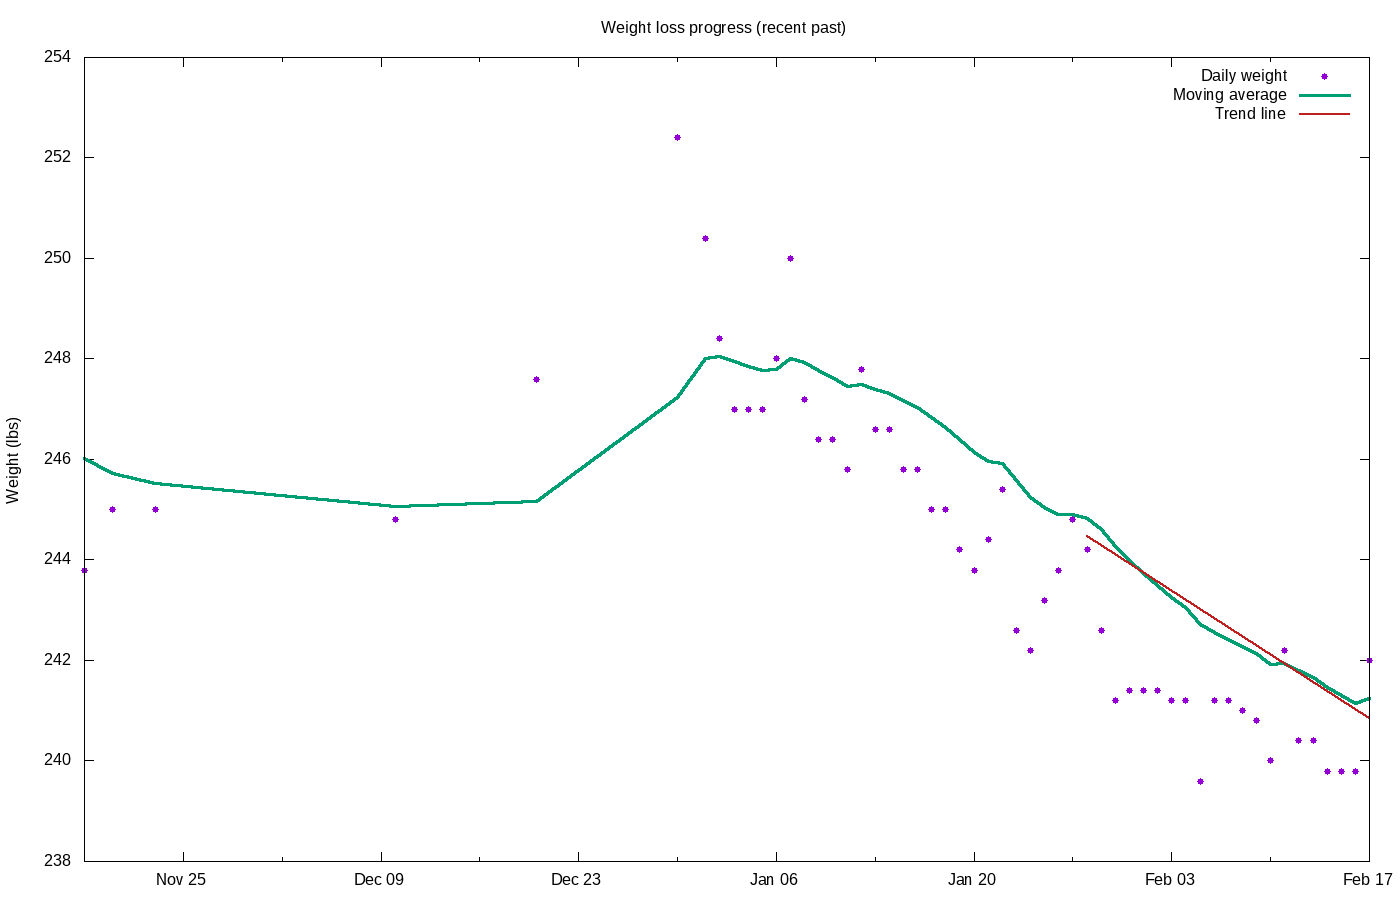 Weight loss progress (recent past)
254
252
250
248
246
244
242
240
238
Weight (lbs)
Daily weight
Moving average
Trend line
Nov 25 Dec 09 Dec 23 Jan 06 Jan 20 Feb 03 Feb 17